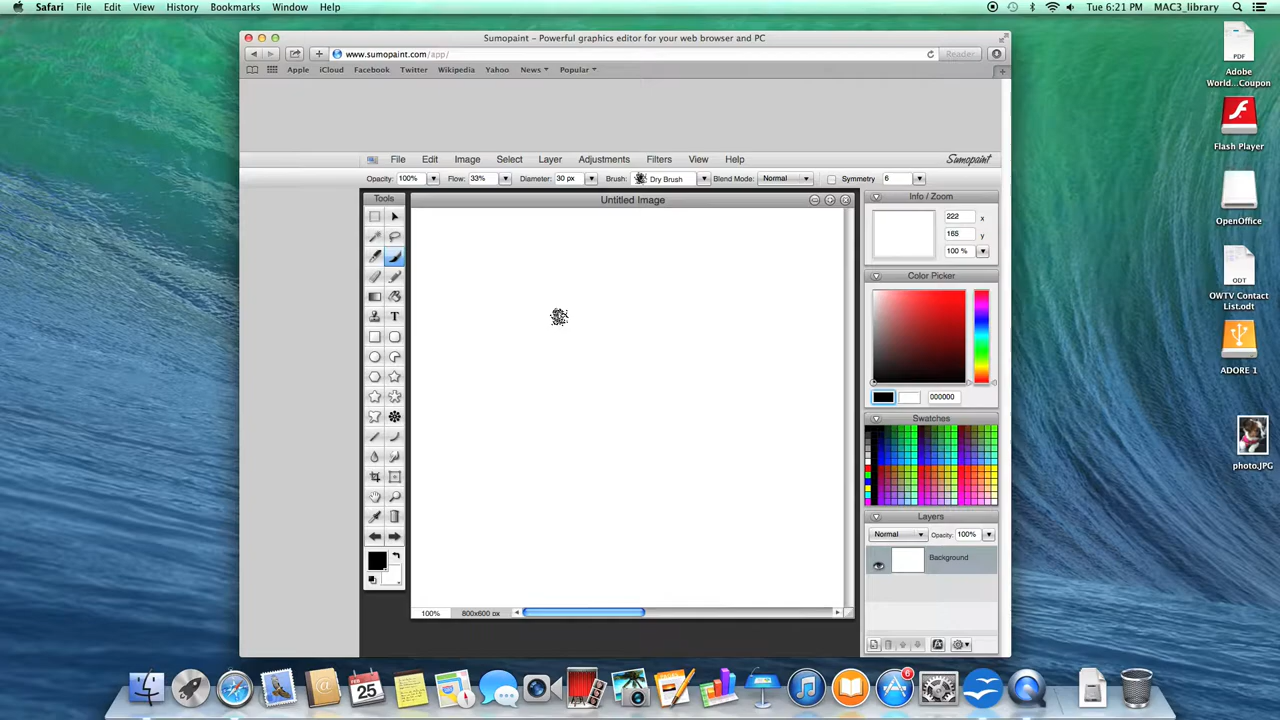 Safari File Edit View History Bookmarks Window Help Tue 6:21 PM MAC3_library
Sumopaint - Powerful graphics editor for your web browser and PC
www.sumopaint.com/app/ Reader
Apple iCloud Facebook Twitter Wikipedia Yahoo News Popular
File Edit Image Select Layer Adjustments Filters View Help Sumopaint
Opacity: 100% Flow: 33% Diameter: 30 px Brush: Dry Brush Blend Mode: Normal Symmetry 6
Tools
Untitled Image
Info / Zoom
222 x
165 y
100 %
Color Picker
000000
Swatches
Layers
Normal Opacity: 100%
Background
T
100% 800x600 px
PDF
Adobe
World...Coupon
Flash Player
OpenOffice
ODT
OWTV Contact
List.odt
ADORE 1
photo.JPG
FEB
25
6